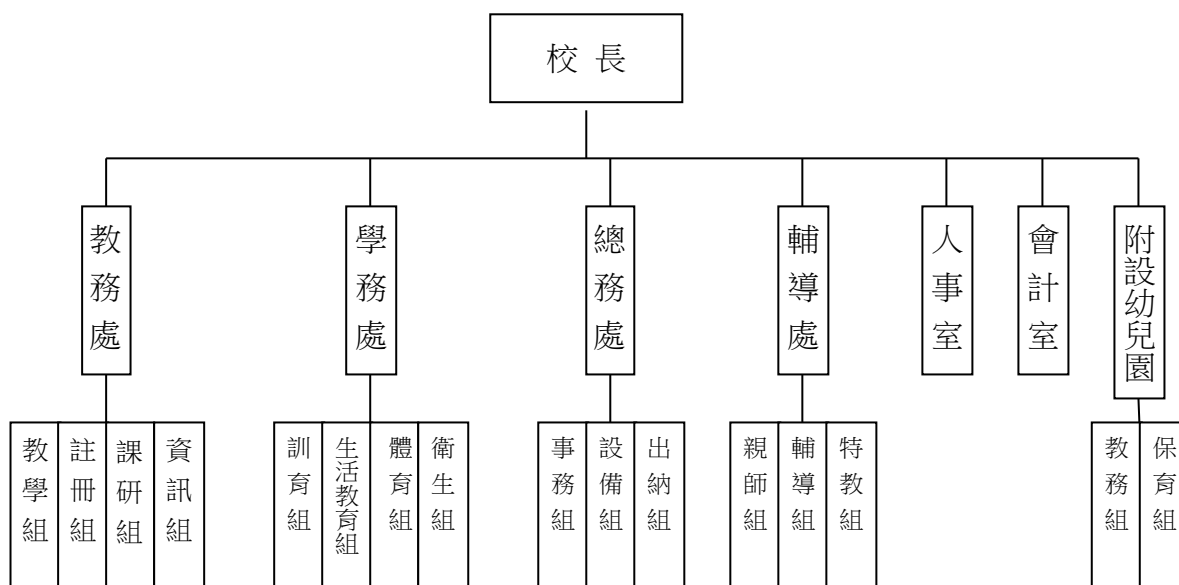 校長
教務處
學務處
總務處
輔導處
人事室
會計室
附設幼兒園
教學組
註冊組
課研組
資訊組
訓育組
生活教育組
體育組
衛生組
事務組
設備組
出納組
親師組
輔導組
特教組
教務組
保育組